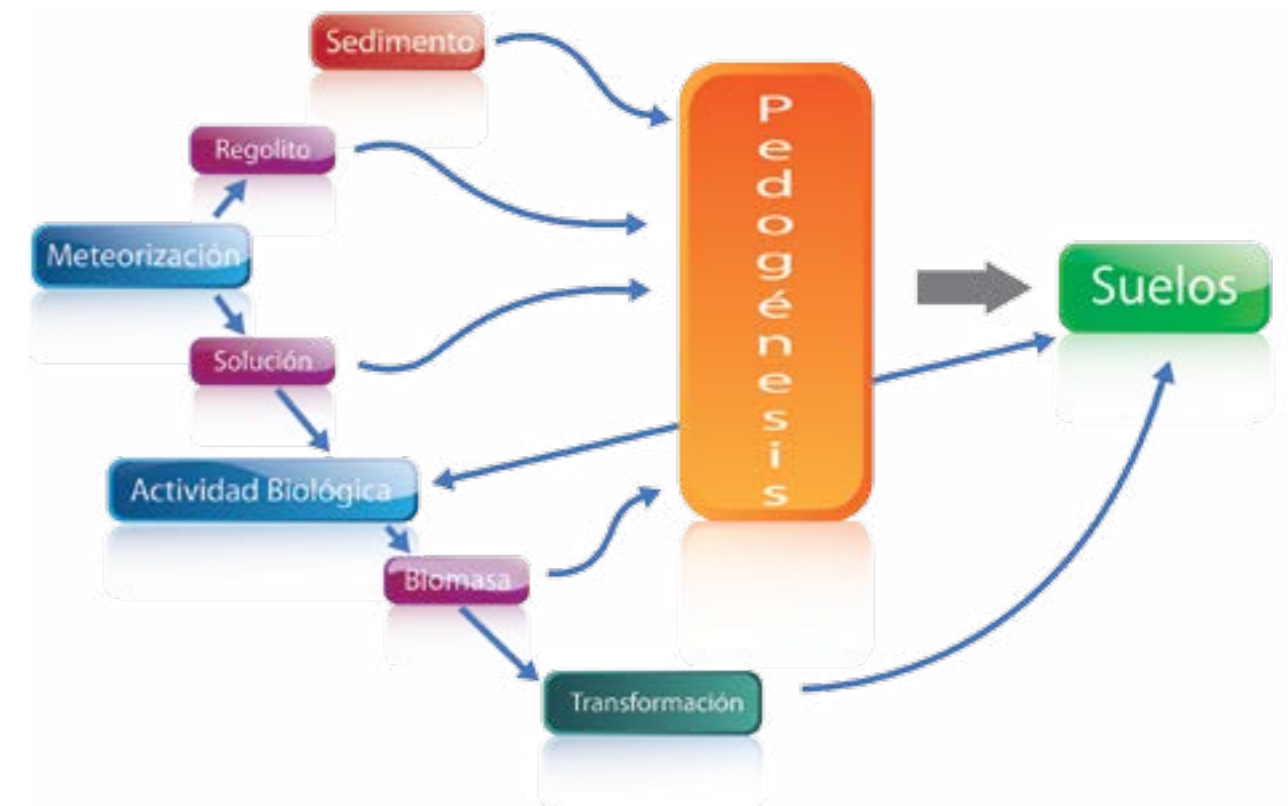 Sedimento
Regolito
Meteorización
Solución
Actividad Biológica
Biomasa
Transformación
Pedogénesis
Suelos